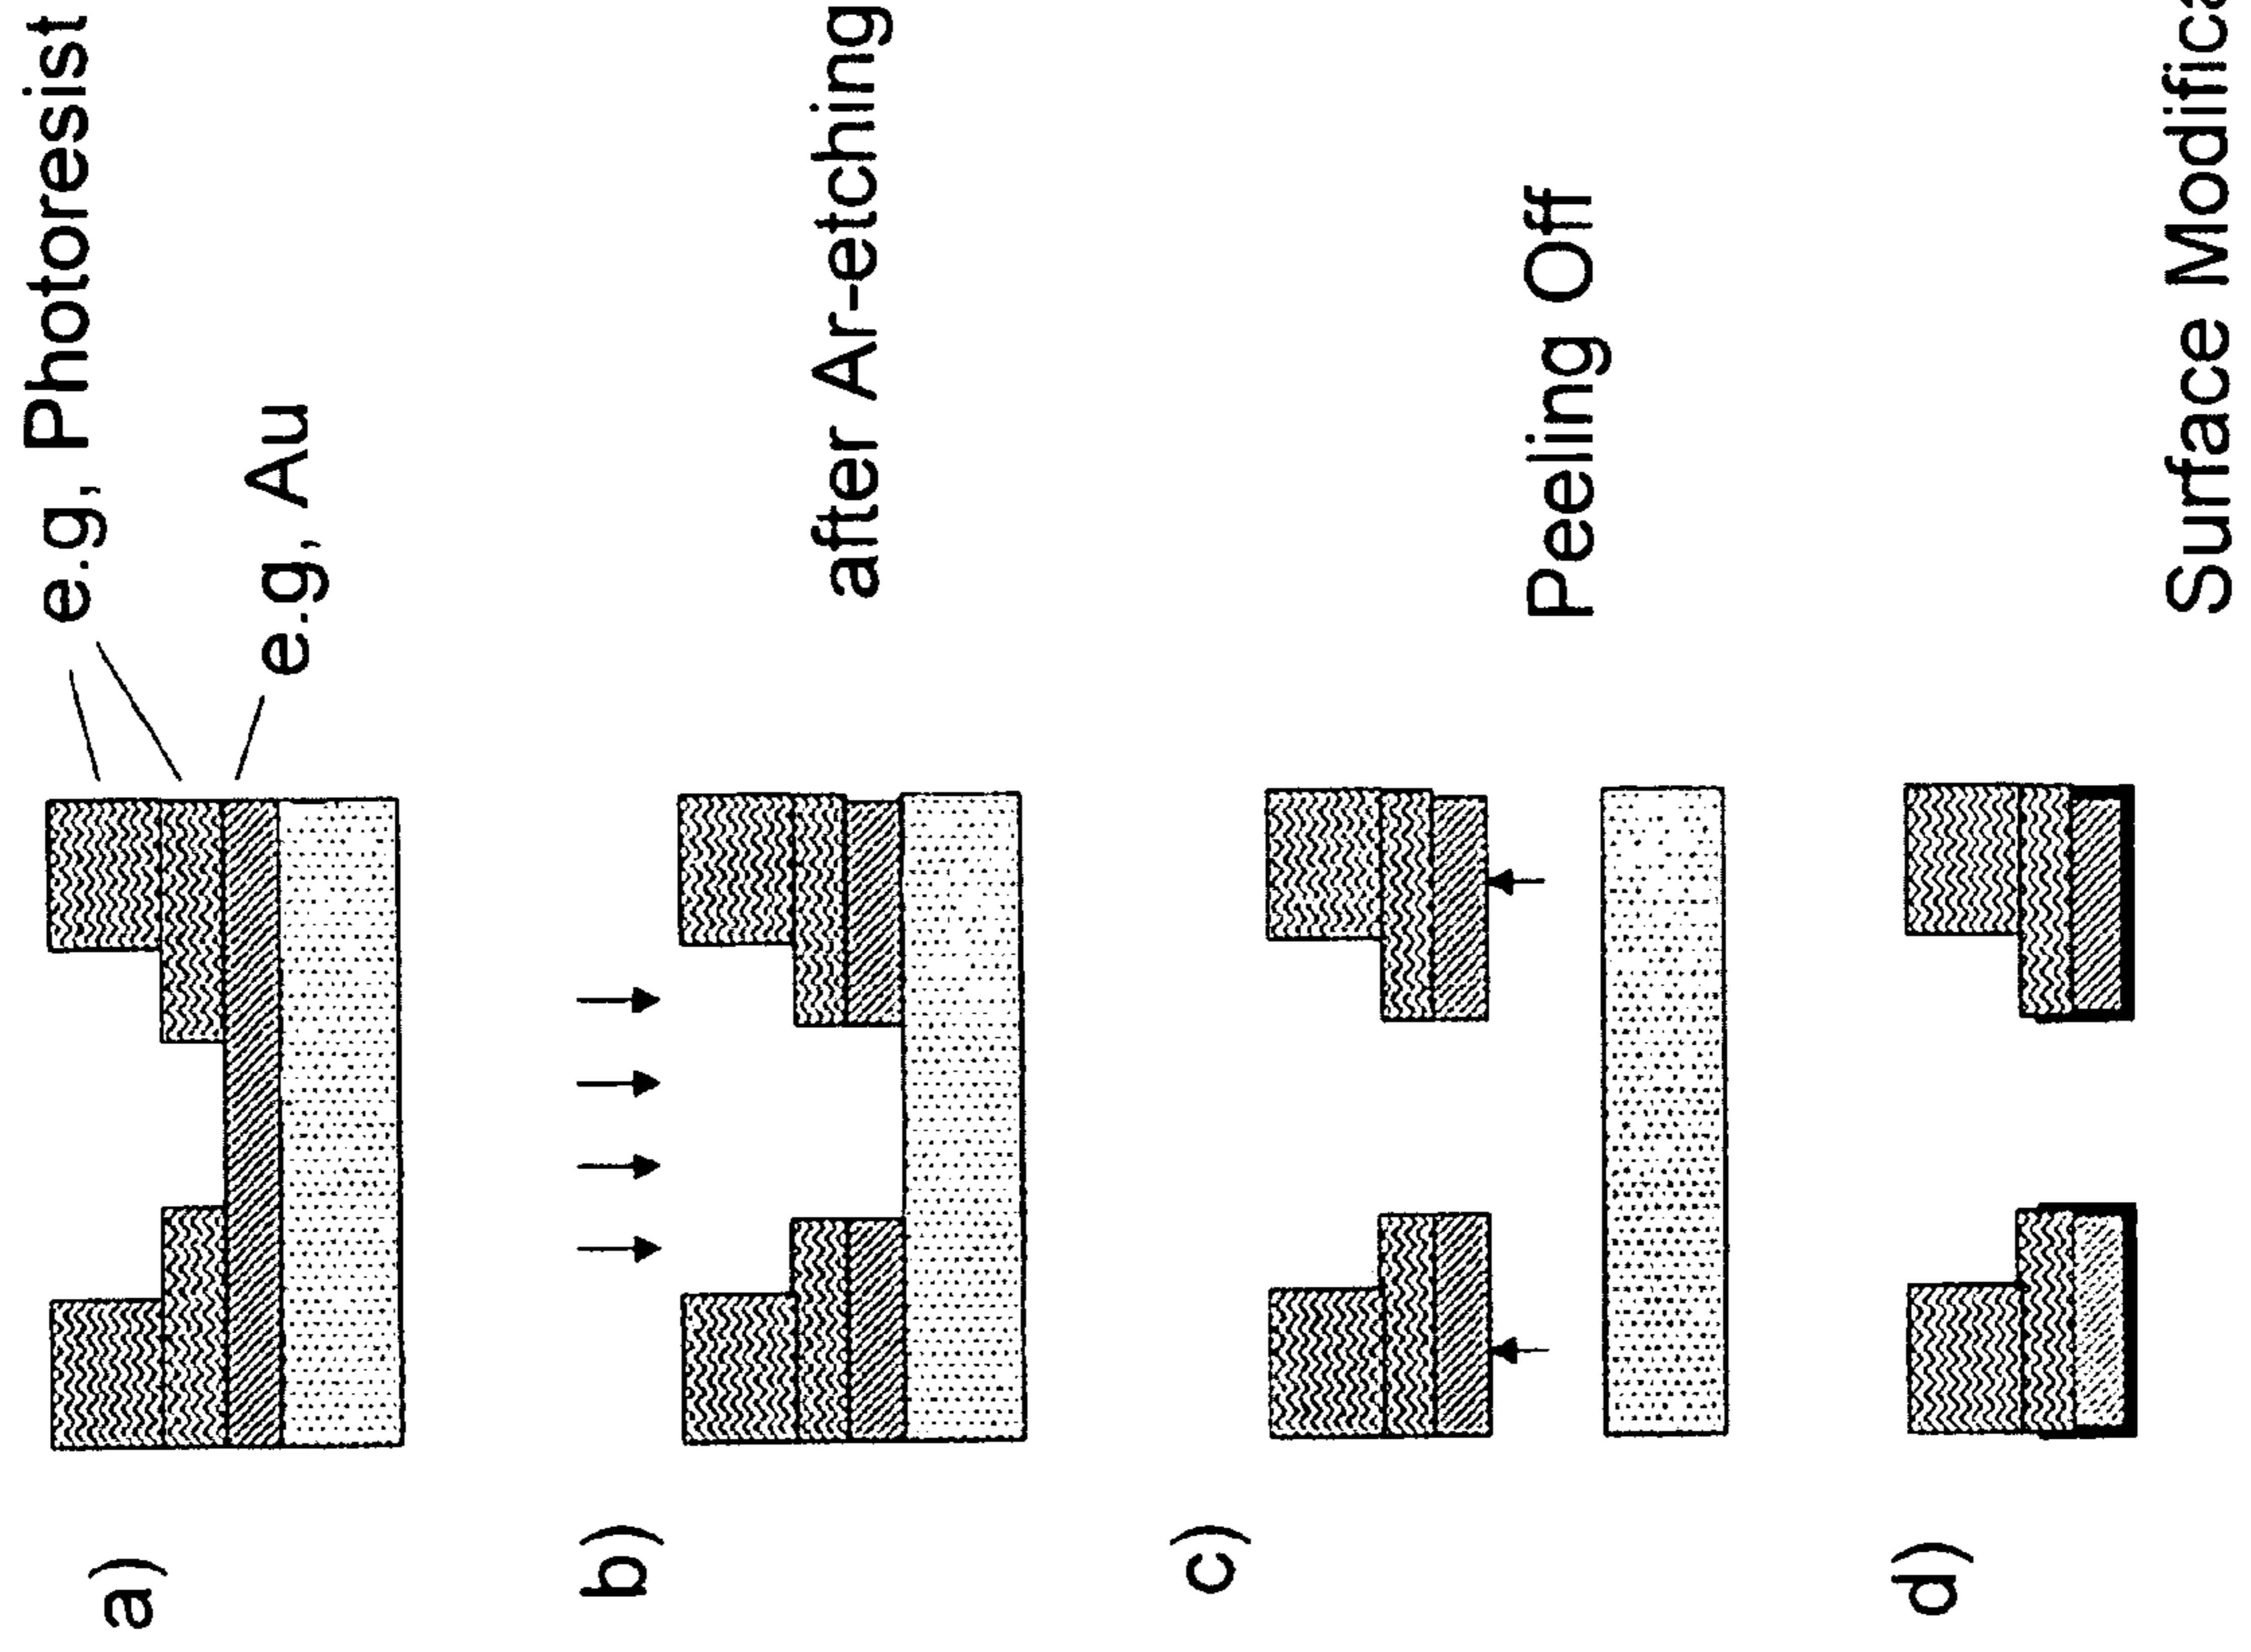 e.g, Photoresist
a)
e.g, Au
b)
after Ar-etching
c)
Peeling Off
d)
Surface Modifica